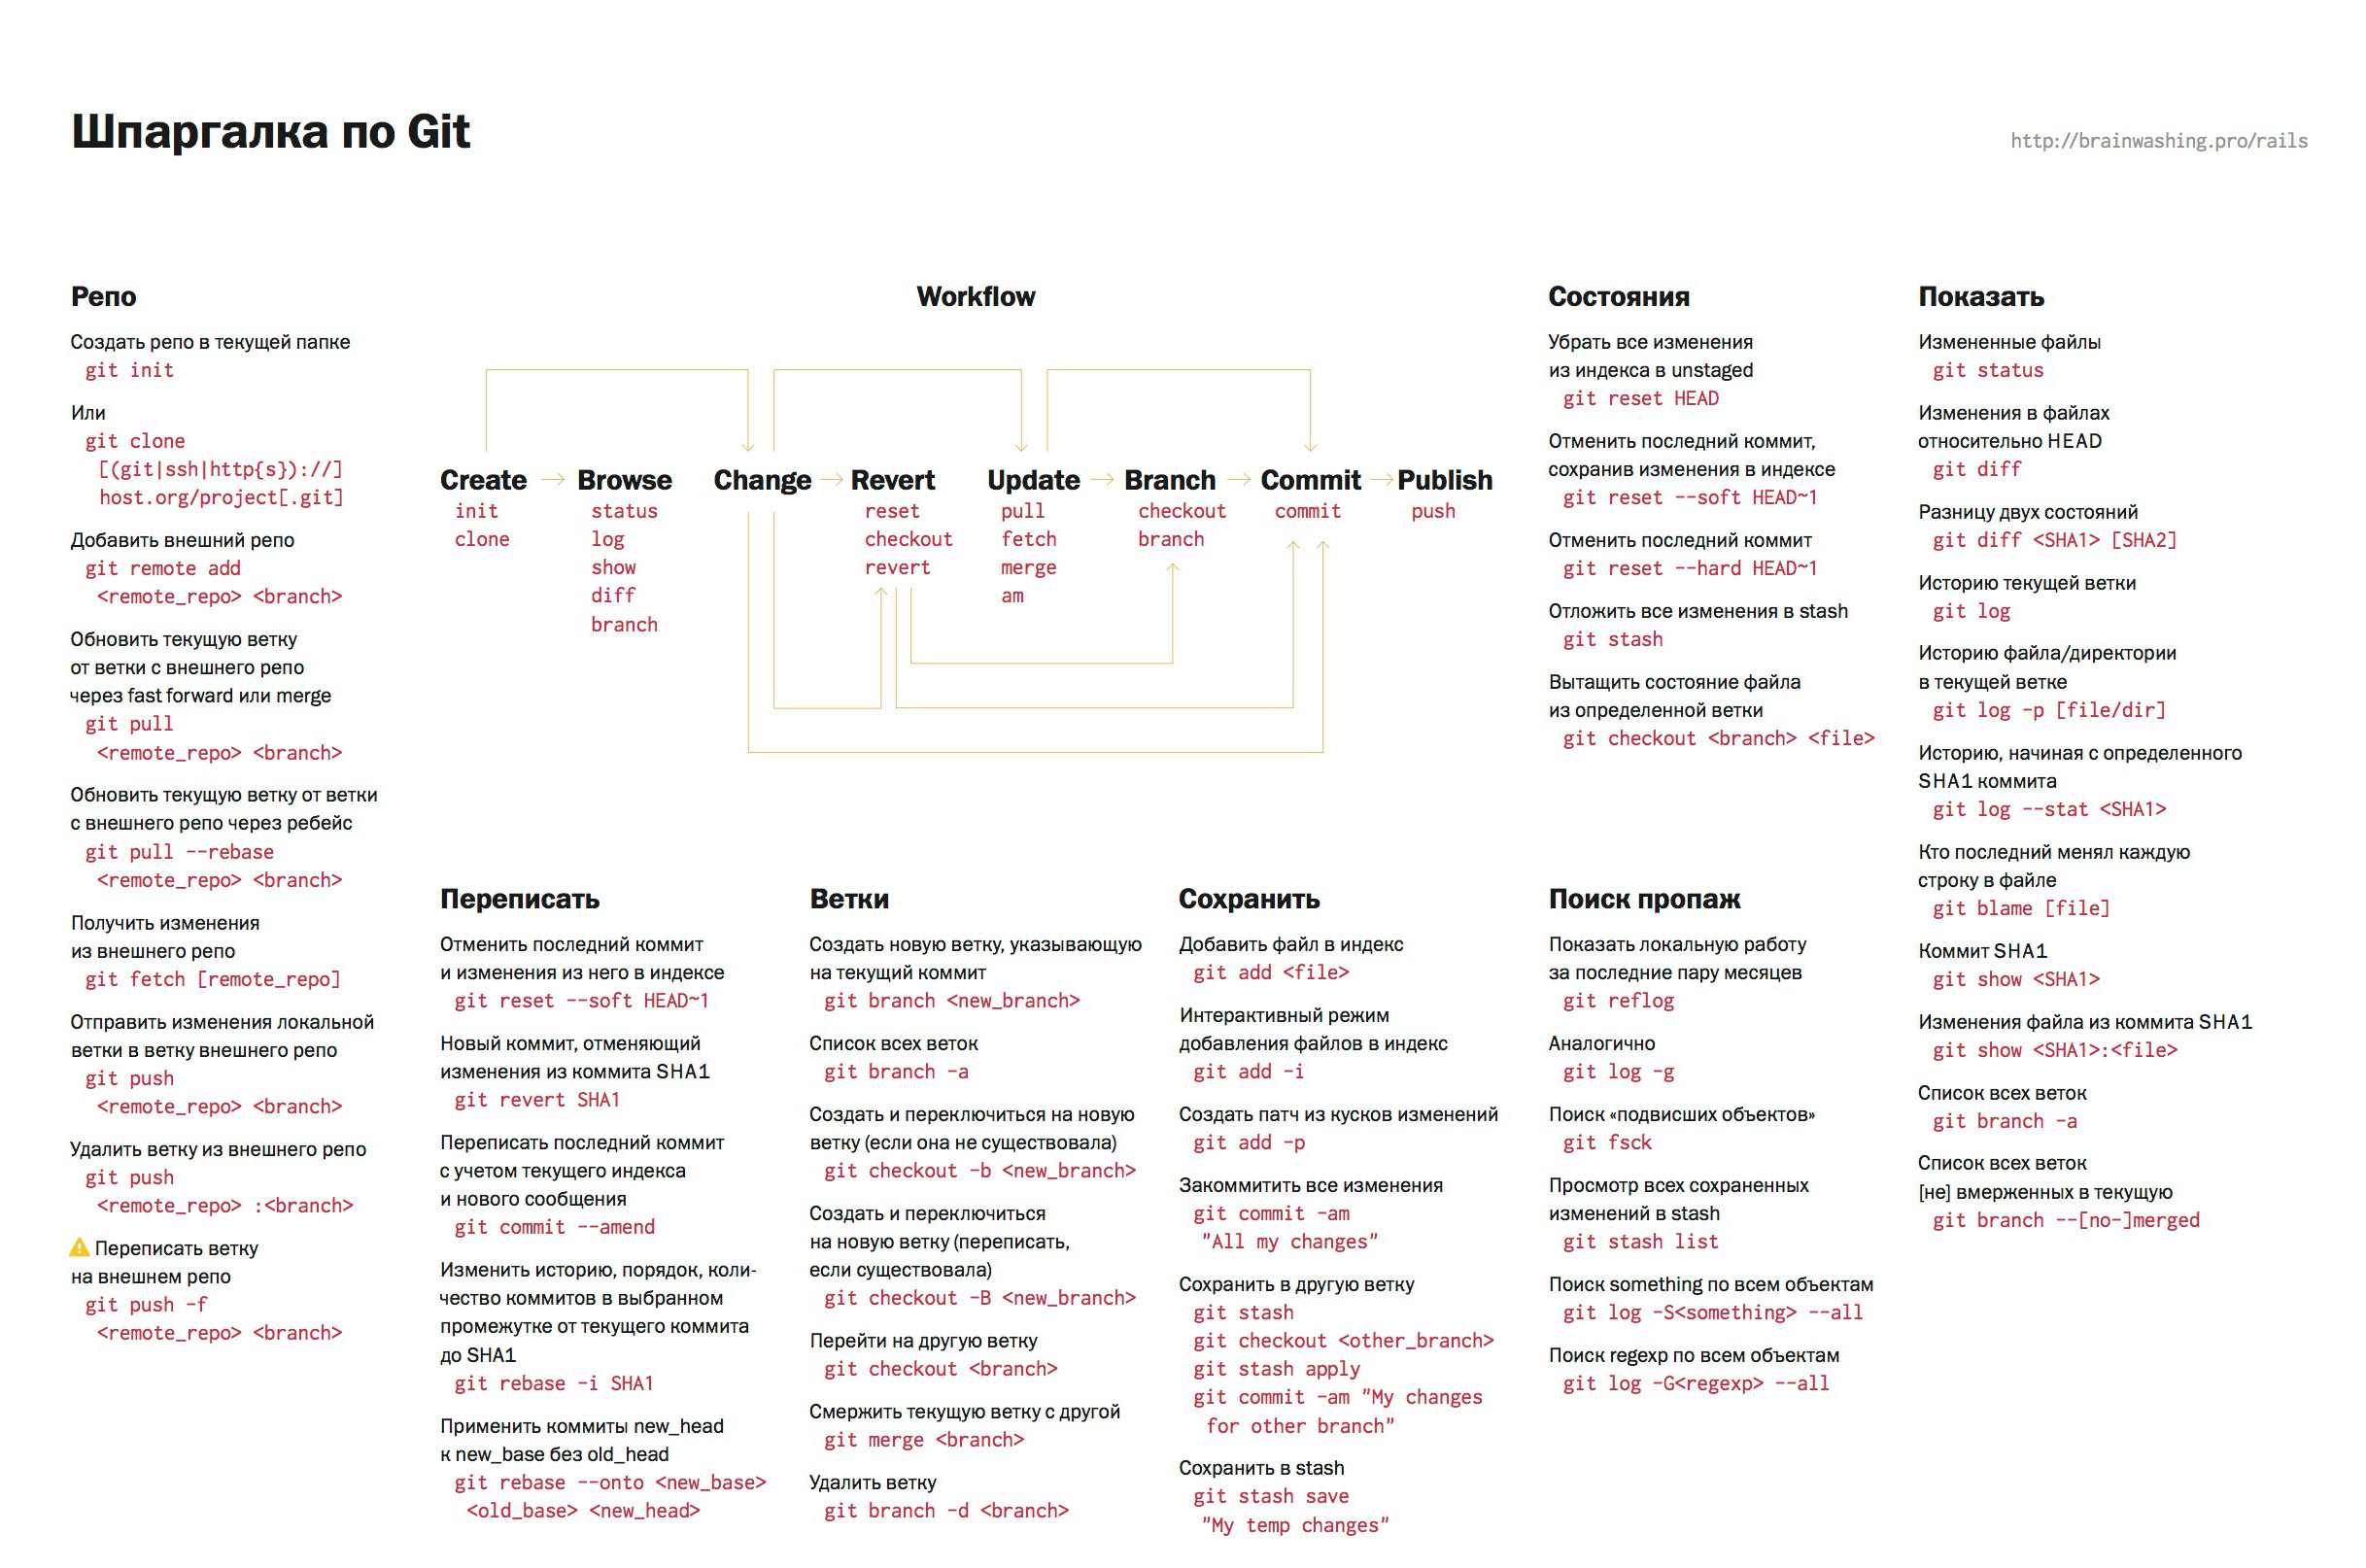 Шпаргалка по Git
http://brainwashing.pro/rails
Репо
Создать репо в текущей папке
git init
Или
git clone
[(git|ssh|http{s})://]
host.org/project[.git]
Добавить внешний репо
git remote add
<remote_repo> <branch>
Обновить текущую ветку
от ветки с внешнего репо
через fast forward или merge
git pull
<remote_repo> <branch>
Обновить текущую ветку от ветки
с внешнего репо через ребейс
git pull --rebase
<remote_repo> <branch>
Получить изменения
из внешнего репо
git fetch [remote_repo]
Отправить изменения локальной
ветки в ветку внешнего репо
git push
<remote_repo> <branch>
Удалить ветку из внешнего репо
git push
<remote_repo> :<branch>
Переписать ветку
на внешнем репо
git push -f
<remote_repo> <branch>
Workflow
Create
init
clone
Browse
status
log
show
diff
branch
Change
Revert
reset
checkout
revert
Update
pull
fetch
merge
am
Branch
checkout
branch
Commit
commit
Publish
push
Переписать
Отменить последний коммит
и изменения из него в индексе
git reset --soft HEAD~1
Новый коммит, отменяющий
изменения из коммита SHA1
git revert SHA1
Переписать последний коммит
с учетом текущего индекса
и нового сообщения
git commit --amend
Изменить историю, порядок, коли-
чество коммитов в выбранном
промежутке от текущего коммита
до SHA1
git rebase -i SHA1
Применить коммиты new_head
к new_base без old_head
git rebase --onto <new_base>
<old_base> <new_head>
Ветки
Создать новую ветку, указывающую
на текущий коммит
git branch <new_branch>
Список всех веток
git branch -a
Создать и переключиться на новую
ветку (если она не существовала)
git checkout -b <new_branch>
Создать и переключиться
на новую ветку (переписать,
если существовала)
git checkout -B <new_branch>
Перейти на другую ветку
git checkout <branch>
Смержить текущую ветку с другой
git merge <branch>
Удалить ветку
git branch -d <branch>
Сохранить
Добавить файл в индекс
git add <file>
Интерактивный режим
добавления файлов в индекс
git add -i
Создать патч из кусков изменений
git add -p
Закоммитить все изменения
git commit -am
"All my changes"
Сохранить в другую ветку
git stash
git checkout <other_branch>
git stash apply
git commit -am "My changes
for other branch"
Сохранить в stash
git stash save
"My temp changes"
Состояния
Убрать все изменения
из индекса в unstaged
git reset HEAD
Отменить последний коммит,
сохранив изменения в индексе
git reset --soft HEAD~1
Отменить последний коммит
git reset --hard HEAD~1
Отложить все изменения в stash
git stash
Вытащить состояние файла
из определенной ветки
git checkout <branch> <file>
Поиск пропаж
Показать локальную работу
за последние пару месяцев
git reflog
Аналогично
git log -g
Поиск «подвисших объектов»
git fsck
Просмотр всех сохраненных
изменений в stash
git stash list
Поиск something по всем объектам
git log -S<something> --all
Поиск regexp по всем объектам
git log -G<regexp> --all
Показать
Измененные файлы
git status
Изменения в файлах
относительно HEAD
git diff
Разницу двух состояний
git diff <SHA1> [SHA2]
Историю текущей ветки
git log
Историю файла/директории
в текущей ветке
git log -p [file/dir]
Историю, начиная с определенного
SHA1 коммита
git log --stat <SHA1>
Кто последний менял каждую
строку в файле
git blame [file]
Коммит SHA1
git show <SHA1>
Изменения файла из коммита SHA1
git show <SHA1>:<file>
Список всех веток
git branch -a
Список всех веток
[не] вмерженных в текущую
git branch --[no-]merged